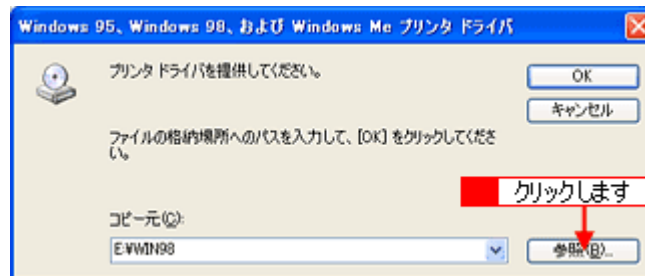 Windows 95、Windows 98、および Windows Me プリンタ ドライバ
プリンタ ドライバを提供してください。
OK
キャンセル
ファイルの格納場所へのパスを入力して、[OK] をクリックしてくださ
い。
クリックします
コピー元(C):
E:¥WIN98
参照(B)...